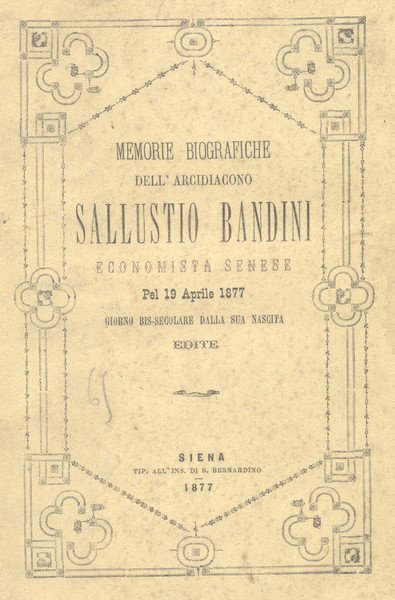 MEMORIE BIOGRAFICHE
DELL' ARCIDIACONO
SALLUSTIO BANDINI
ECONOMISTA SENESE
Pel 19 Aprile 1877
GIORNO BIS-SECOLARE DALLA SUA NASCITA
EDITE
SIENA
TIP. ALL' INS. DI S. BERNARDINO
1877